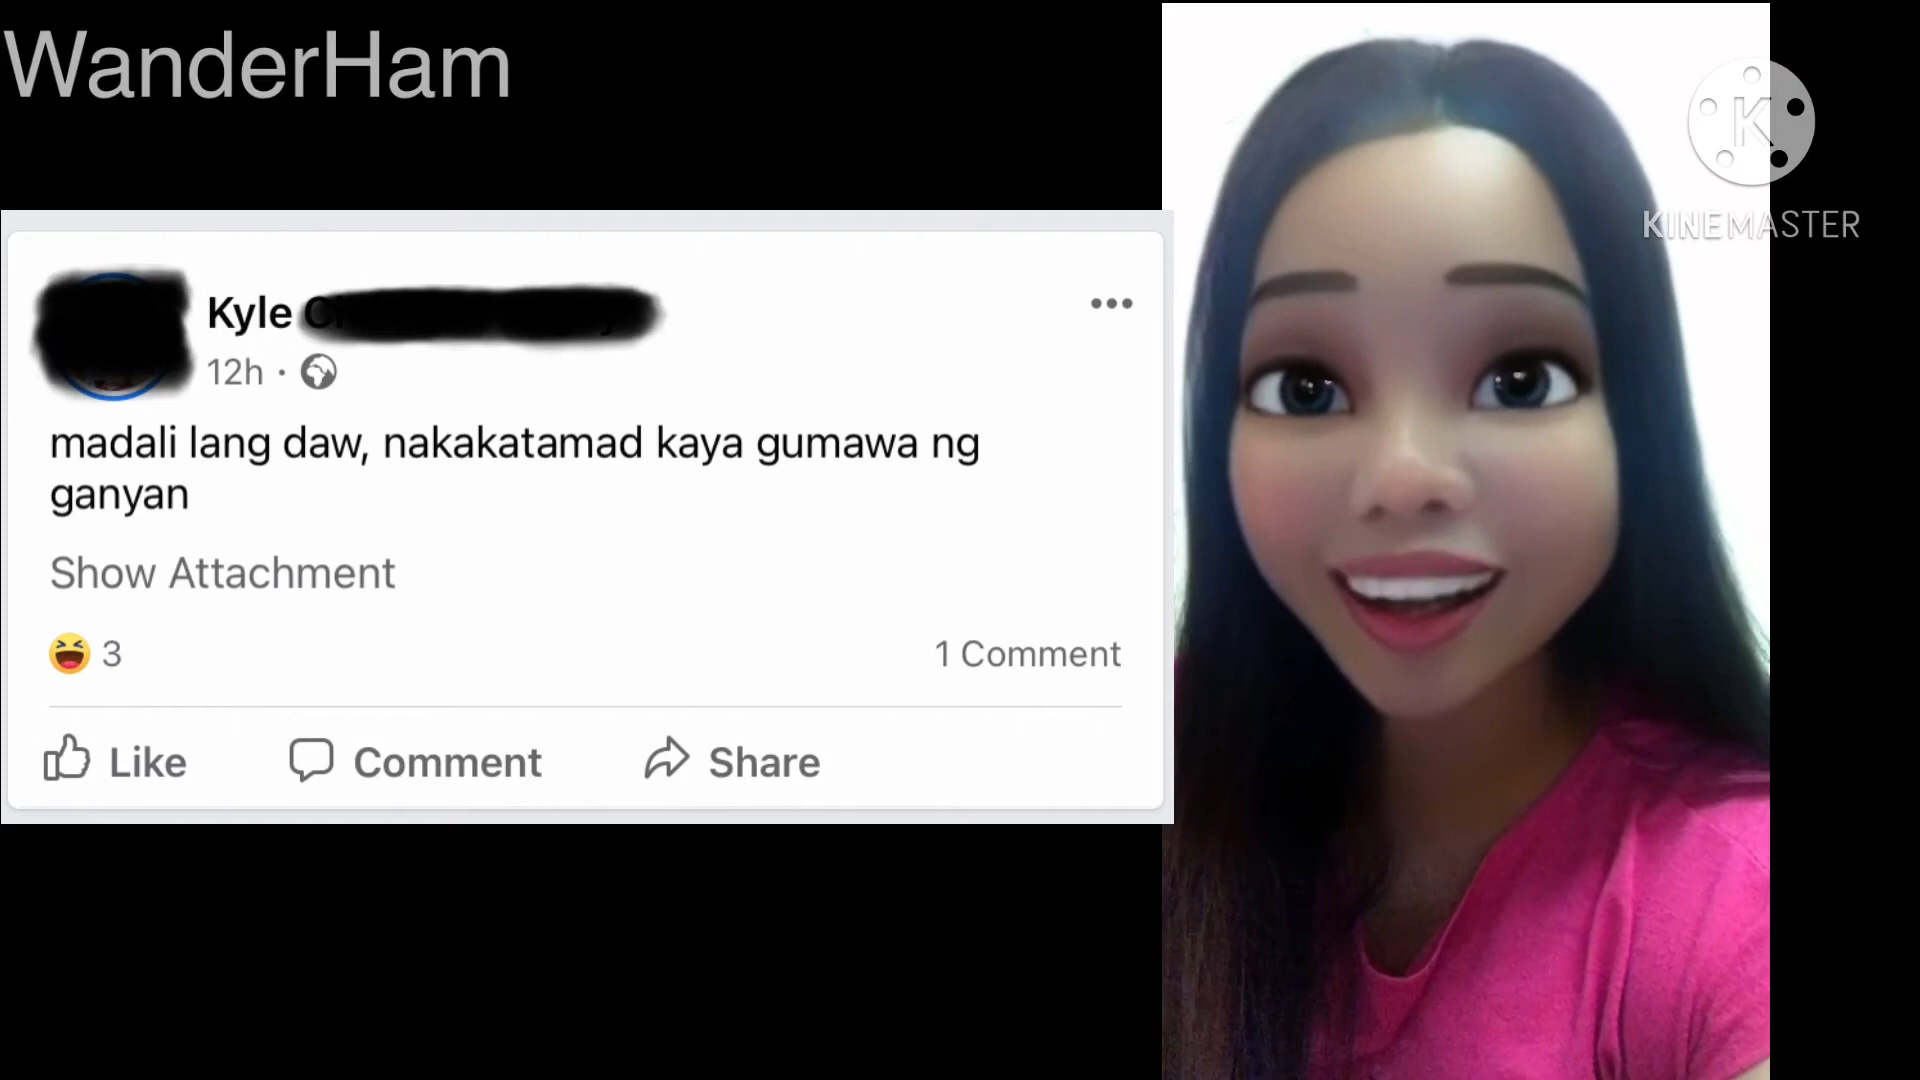 WanderHam
K
KINEMASTER
Kyle
12h ·
madali lang daw, nakakatamad kaya gumawa ng
ganyan
Show Attachment
3
1 Comment
Like
Comment
Share